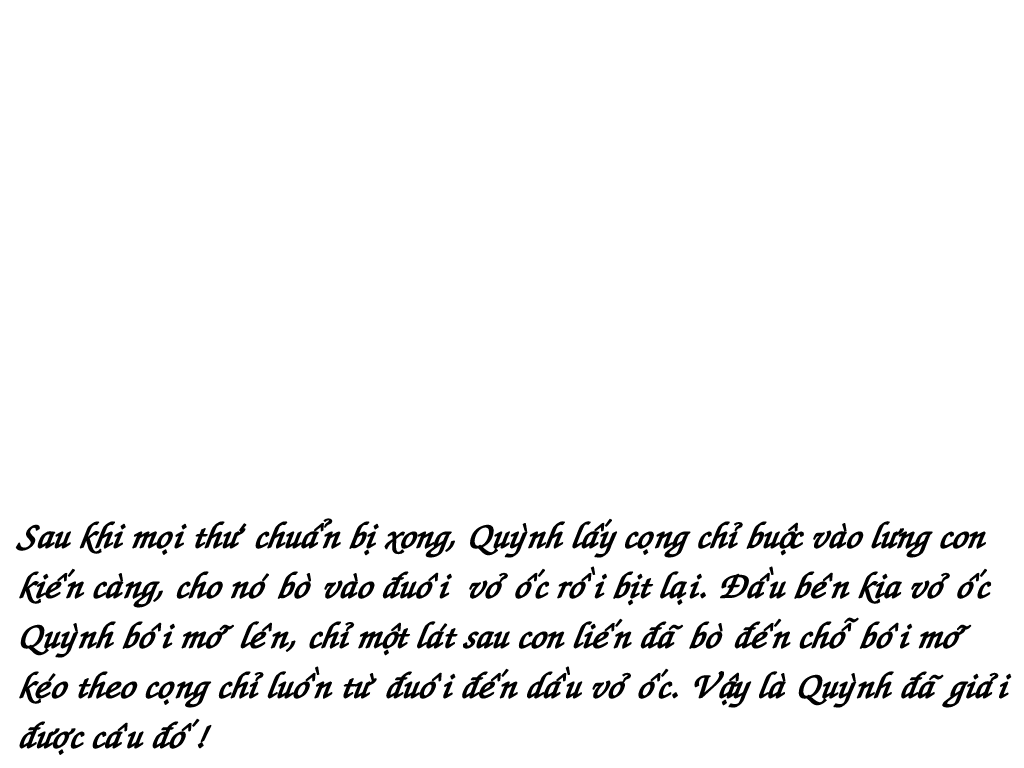 Sau khi mọi thứ chuẩn bị xong, Quỳnh lấy cọng chỉ buộc vào lưng con
kiến càng, cho nó bò vào đuôi vỏ ốc rồi bịt lại. Đầu bên kia vỏ ốc
Quỳnh bôi mỡ lên, chỉ một lát sau con liến đã bò đến chỗ bôi mỡ
kéo theo cọng chỉ luồn từ đuôi đến dầu vỏ ốc. Vậy là Quỳnh đã giải
được câu đố !